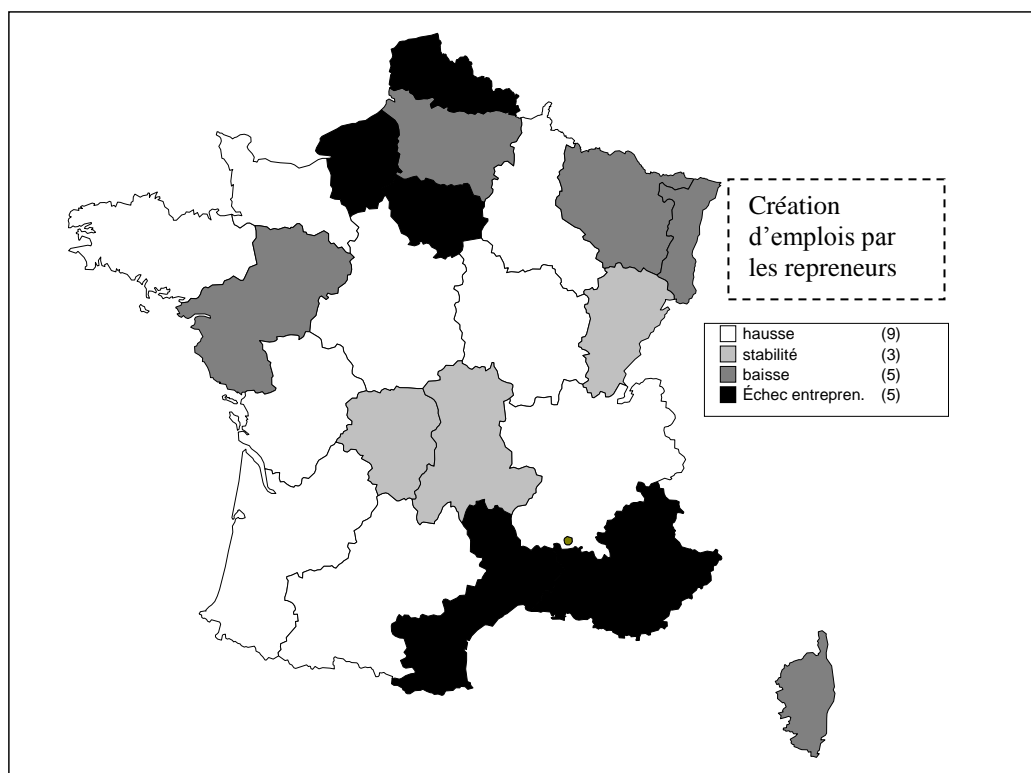 Création
d’emplois par
les repreneurs
hausse (9)
stabilité (3)
baisse (5)
Échec entrepren. (5)